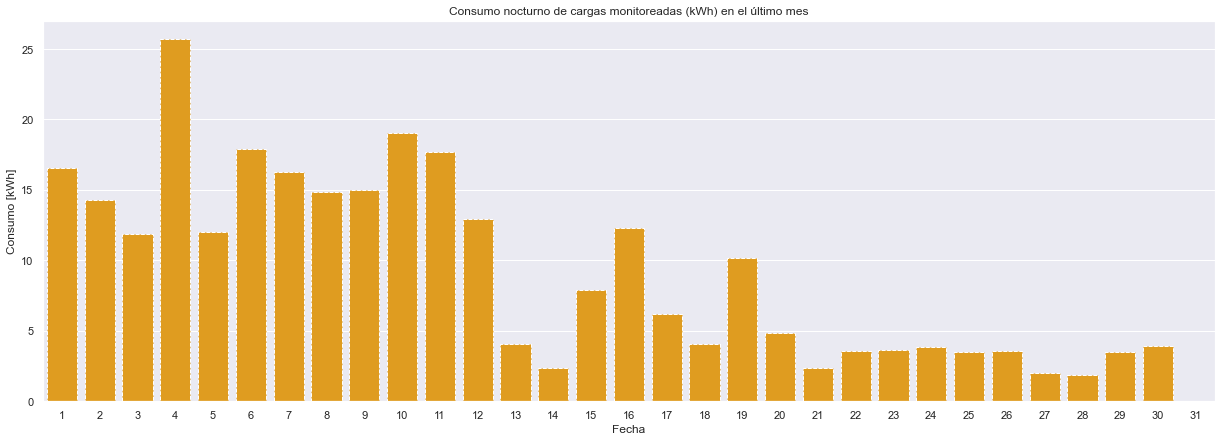 Consumo nocturno de cargas monitoreadas (kWh) en el último mes
25
20
15
10
5
0
Consumo [kWh]
1 2 3 4 5 6 7 8 9 10 11 12 13 14 15 16 17 18 19 20 21 22 23 24 25 26 27 28 29 30 31
Fecha